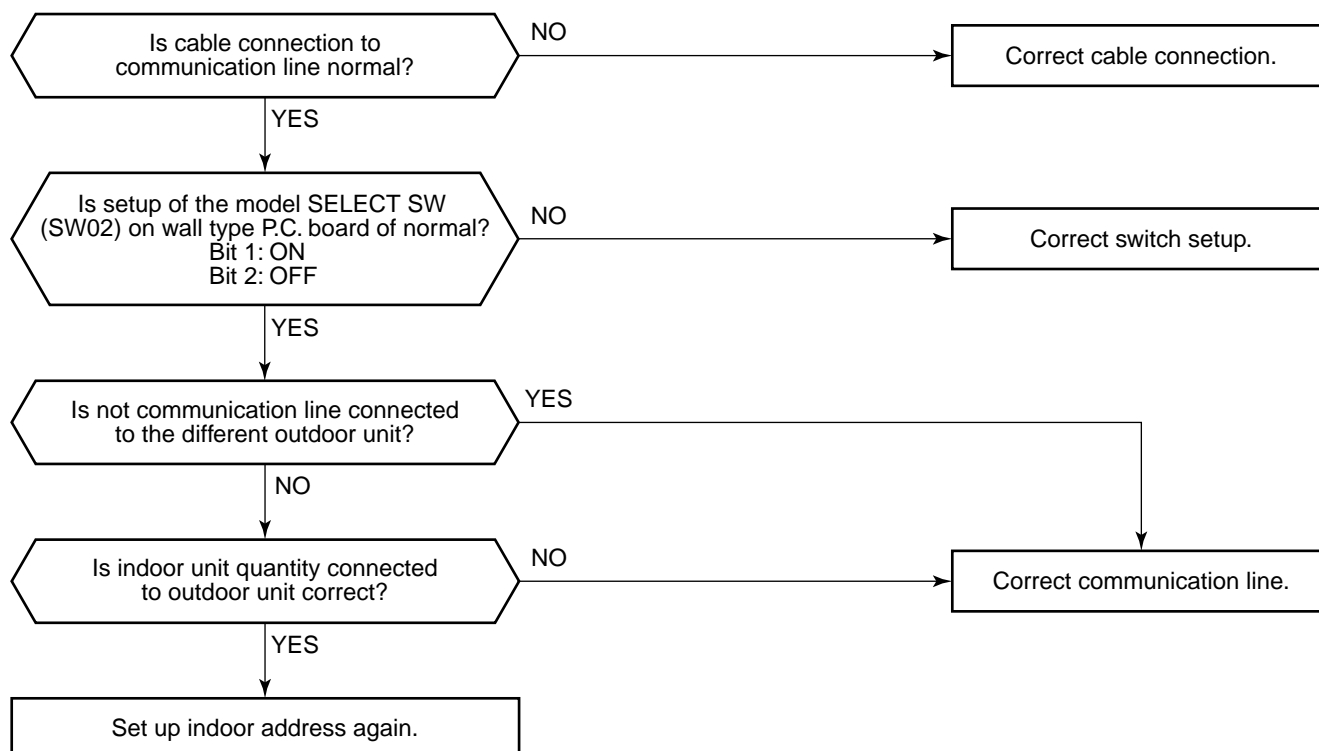 Is cable connection to
communication line normal?
NO
Correct cable connection.
YES
Is setup of the model SELECT SW
(SW02) on wall type P.C. board of normal?
Bit 1: ON
Bit 2: OFF
NO
Correct switch setup.
YES
Is not communication line connected
to the different outdoor unit?
YES
NO
Is indoor unit quantity connected
to outdoor unit correct?
NO
Correct communication line.
YES
Set up indoor address again.